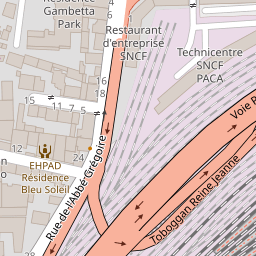 Résidence
Gambetta
Park
Restaurant
d'entreprise
SNCF
Technicentre
SNCF
PACA
16
18
15
11
7
5
24
EHPAD
Résidence
Bleu Soleil
Rue de l'Abbé Grégoire
Voie
Toboggan Reine Jeanne